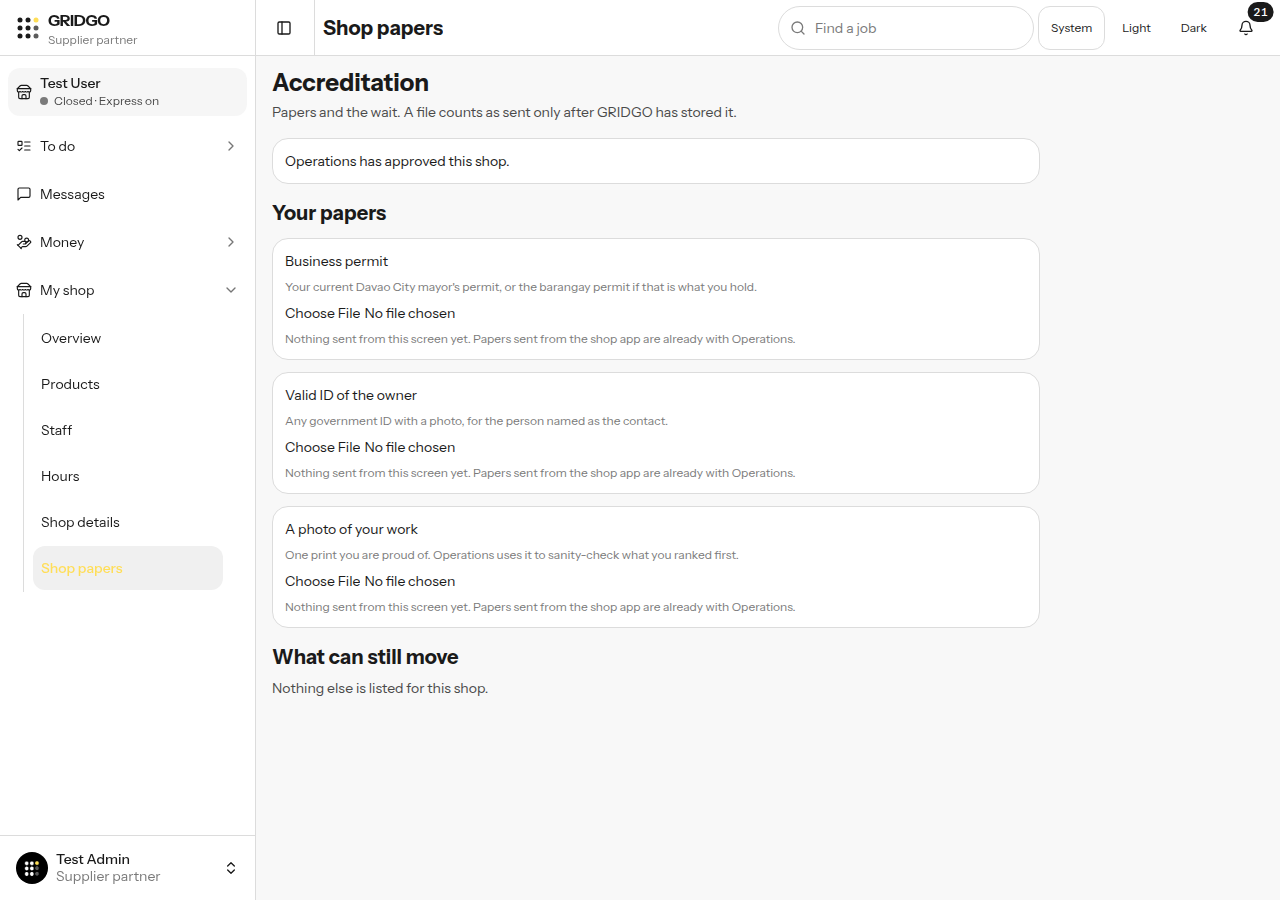 GRIDGO
Supplier partner
Test User
Closed · Express on
To do
Messages
Money
My shop
Overview
Products
Staff
Hours
Shop details
Shop papers
Test Admin
Supplier partner
Shop papers
Find a job
System
Light
Dark
21
Accreditation
Papers and the wait. A file counts as sent only after GRIDGO has stored it.
Operations has approved this shop.
Your papers
Business permit
Your current Davao City mayor's permit, or the barangay permit if that is what you hold.
Choose File No file chosen
Nothing sent from this screen yet. Papers sent from the shop app are already with Operations.
Valid ID of the owner
Any government ID with a photo, for the person named as the contact.
Choose File No file chosen
Nothing sent from this screen yet. Papers sent from the shop app are already with Operations.
A photo of your work
One print you are proud of. Operations uses it to sanity-check what you ranked first.
Choose File No file chosen
Nothing sent from this screen yet. Papers sent from the shop app are already with Operations.
What can still move
Nothing else is listed for this shop.